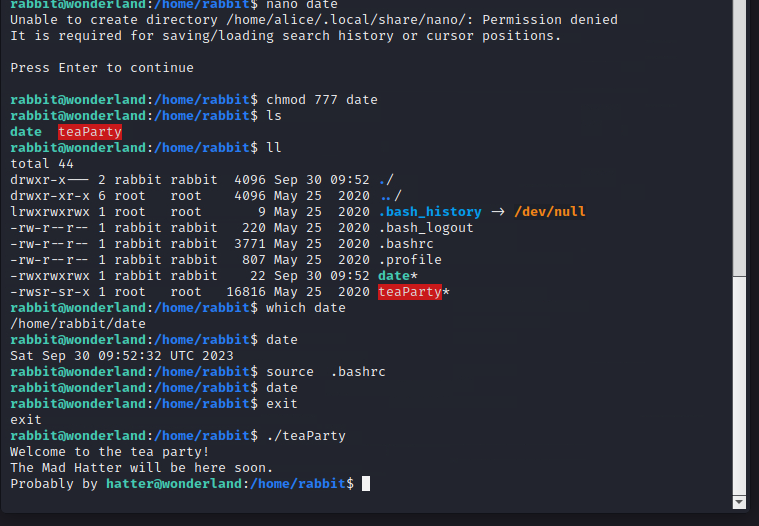 rabbit@wonderland:/home/rabbit$ nano date
Unable to create directory /home/alice/.local/share/nano/: Permission denied
It is required for saving/loading search history or cursor positions.
Press Enter to continue
rabbit@wonderland:/home/rabbit$ chmod 777 date
rabbit@wonderland:/home/rabbit$ ls
date  teaParty
rabbit@wonderland:/home/rabbit$ ll
total 44
drwxr-x--- 2 rabbit rabbit  4096 Sep 30 09:52 ./
drwxr-xr-x 6 root   root    4096 May 25  2020 ../
lrwxrwxrwx 1 root   root       9 May 25  2020 .bash_history -> /dev/null
-rw-r--r-- 1 rabbit rabbit   220 May 25  2020 .bash_logout
-rw-r--r-- 1 rabbit rabbit  3771 May 25  2020 .bashrc
-rw-r--r-- 1 rabbit rabbit   807 May 25  2020 .profile
-rwxrwxrwx 1 rabbit rabbit    22 Sep 30 09:52 date*
-rwsr-sr-x 1 root   root   16816 May 25  2020 teaParty*
rabbit@wonderland:/home/rabbit$ which date
/home/rabbit/date
rabbit@wonderland:/home/rabbit$ date
Sat Sep 30 09:52:32 UTC 2023
rabbit@wonderland:/home/rabbit$ source  .bashrc
rabbit@wonderland:/home/rabbit$ date
rabbit@wonderland:/home/rabbit$ exit
exit
rabbit@wonderland:/home/rabbit$ ./teaParty
Welcome to the tea party!
The Mad Hatter will be here soon.
Probably by hatter@wonderland:/home/rabbit$